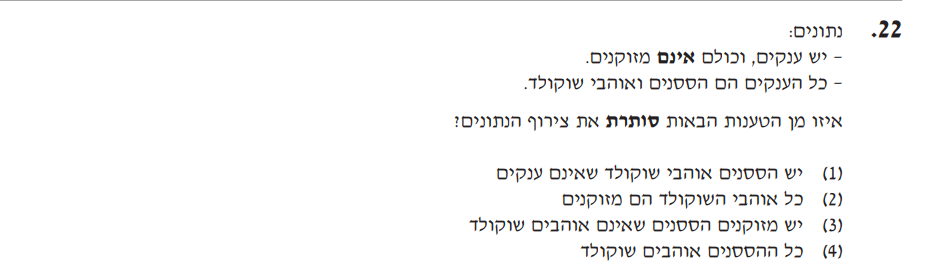 22. נתונים:
– יש ענקים, וכולם אינם מזוקנים.
– כל הענקים הם הססנים ואוהבי שוקולד.
איזו מן הטענות הבאות סותרת את צירוף הנתונים?
(1) יש הססנים אוהבי שוקולד שאינם ענקים
(2) כל אוהבי השוקולד הם מזוקנים
(3) יש מזוקנים הססנים שאינם אוהבים שוקולד
(4) כל ההססנים אוהבים שוקולד